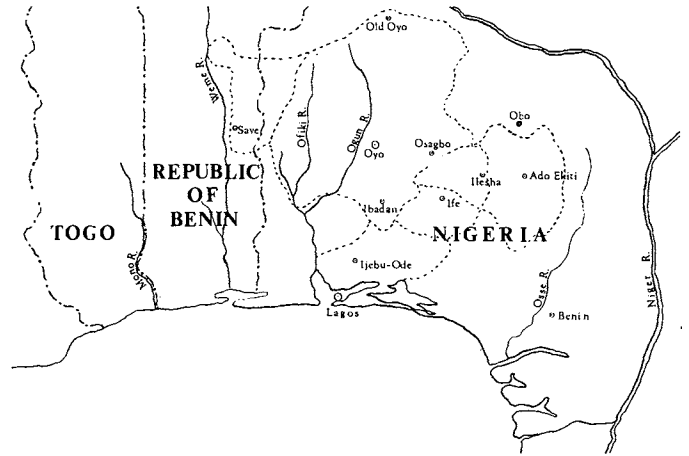 Old Oyo
Weme R.
Save
Ofiki R.
Ogun R.
Oyo
Osagbo
Obo
REPUBLIC
OF
BENIN
Ilesha
Ado Ekiti
Ibadan
Ife
TOGO
NIGERIA
Mono R.
Ijebu-Ode
Osse R.
Niger R.
Lagos
Benin